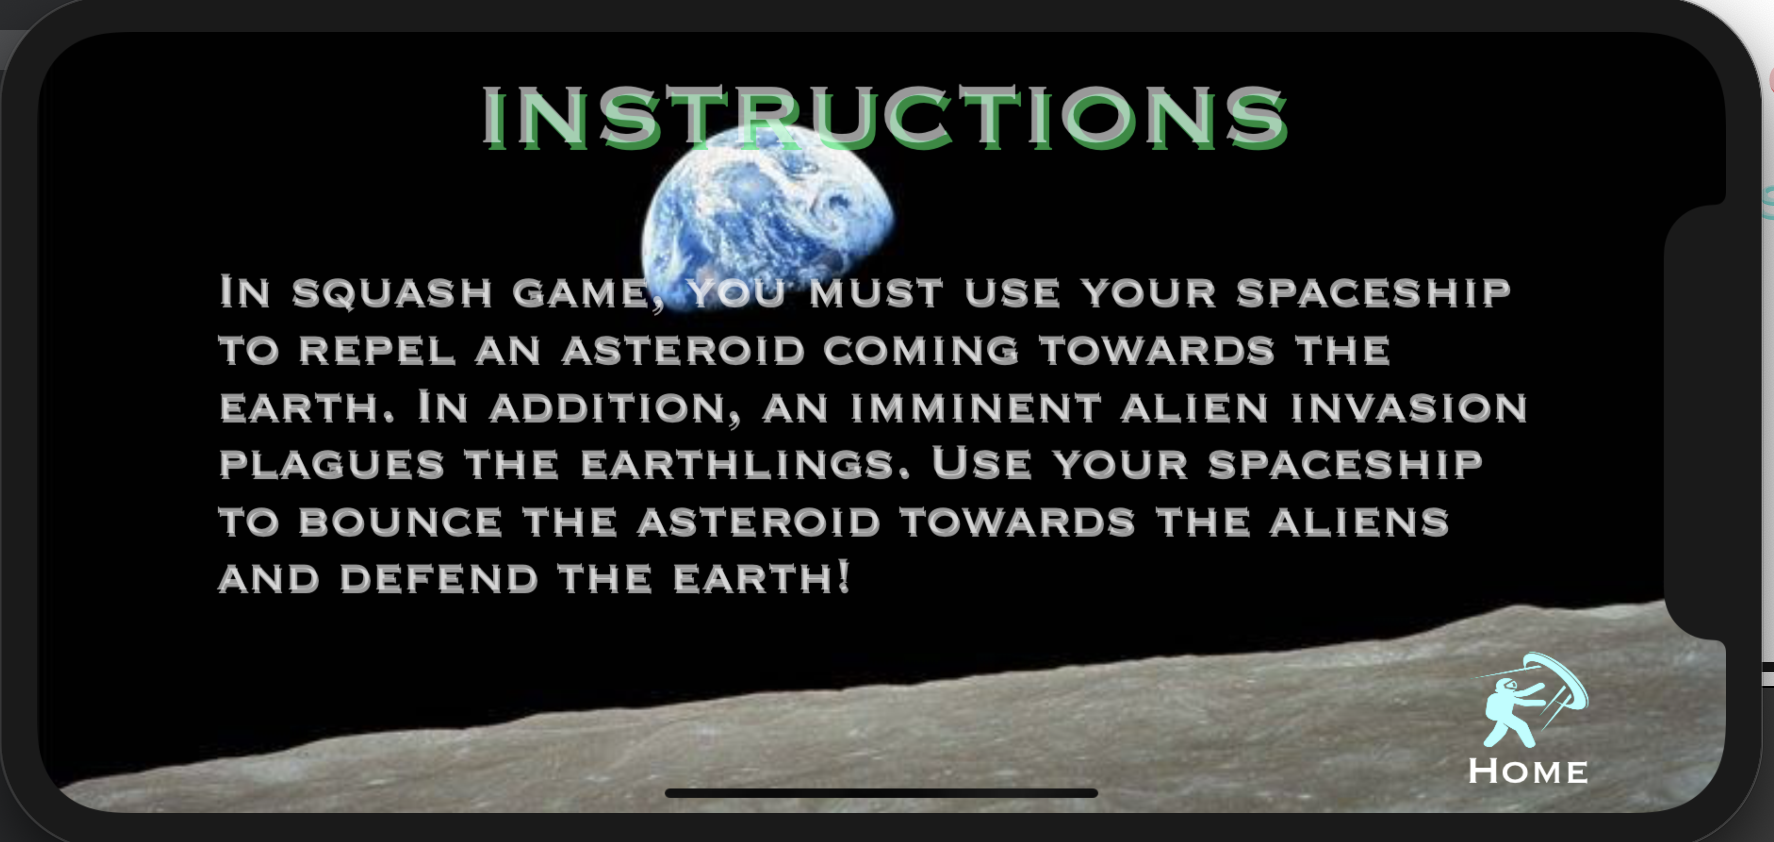 INSTRUCTIONS
In squash game, you must use your spaceship
to repel an asteroid coming towards the
earth. In addition, an imminent alien invasion
plagues the earthlings. Use your spaceship
to bounce the asteroid towards the aliens
and defend the earth!
Home